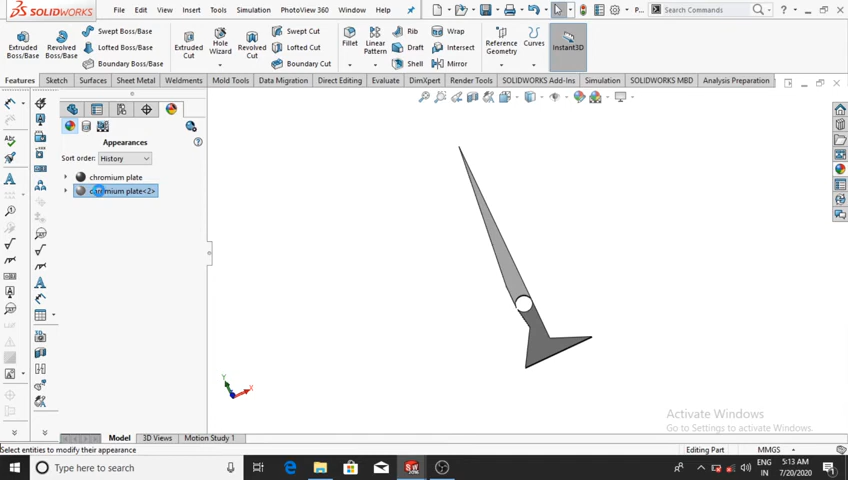 SOLIDWORKS File Edit View Insert Tools Simulation PhotoView 360 Window Help P... Search Commands
Extruded Boss/Base
Revolved Boss/Base
Swept Boss/Base
Lofted Boss/Base
Boundary Boss/Base
Extruded Cut
Hole Wizard
Revolved Cut
Swept Cut
Lofted Cut
Boundary Cut
Fillet
Linear Pattern
Rib
Draft
Shell
Wrap
Intersect
Mirror
Reference Geometry
Curves
Instant3D
Features Sketch Surfaces Sheet Metal Weldments Mold Tools Data Migration Direct Editing Evaluate DimXpert Render Tools SOLIDWORKS Add-Ins Simulation SOLIDWORKS MBD Analysis Preparation
Appearances
Sort order: History
chromium plate
chromium plate<2>
Y
X
Activate Windows
Go to Settings to activate Windows.
Model 3D Views Motion Study 1
Select entities to modify their appearance Editing Part MMGS
Type here to search
ENG
IN
5:13 AM
7/20/2020